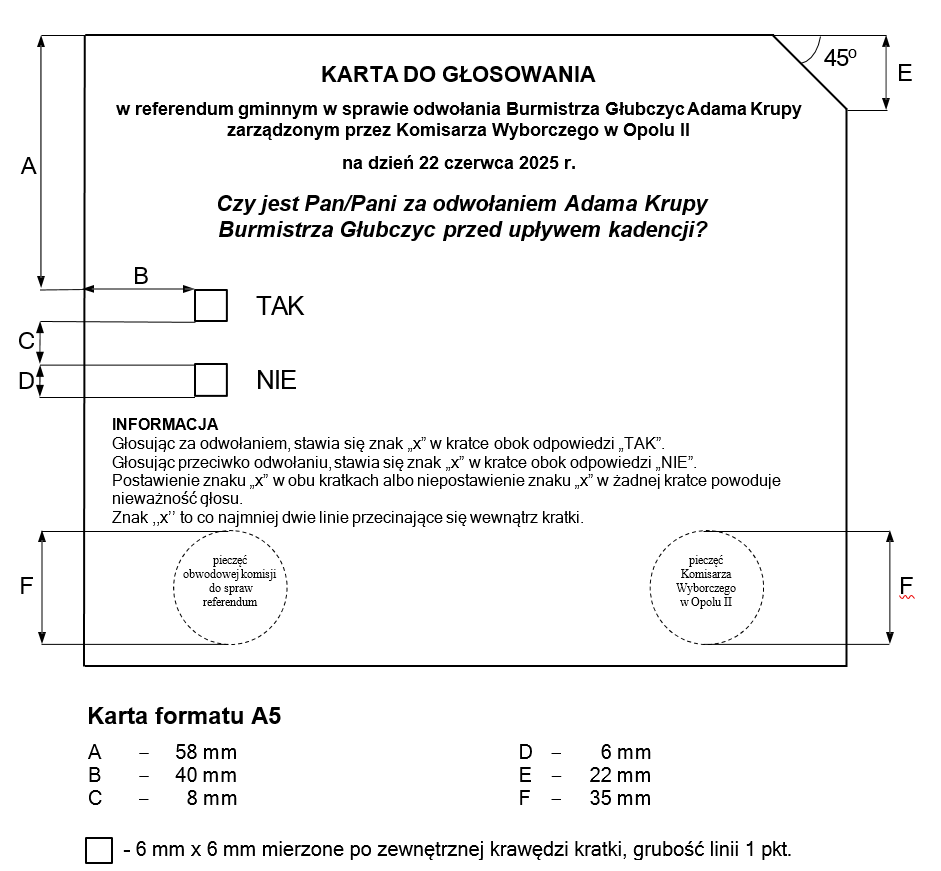 KARTA DO GŁOSOWANIA
45º
E
w referendum gminnym w sprawie odwołania Burmistrza Głubczyc Adama Krupy
zarządzonym przez Komisarza Wyborczego w Opolu II
na dzień 22 czerwca 2025 r.
A
Czy jest Pan/Pani za odwołaniem Adama Krupy
Burmistrza Głubczyc przed upływem kadencji?
B
TAK
C
D
NIE
INFORMACJA
Głosując za odwołaniem, stawia się znak „x” w kratce obok odpowiedzi „TAK”.
Głosując przeciwko odwołaniu, stawia się znak „x” w kratce obok odpowiedzi „NIE”.
Postawienie znaku „x” w obu kratkach albo niepostawienie znaku „x” w żadnej kratce powoduje
nieważność głosu.
Znak ,,x’’ to co najmniej dwie linie przecinające się wewnątrz kratki.
F
pieczęć
obwodowej komisji
do spraw
referendum
pieczęć
Komisarza
Wyborczego
w Opolu II
F
Karta formatu A5
A – 58 mm
B – 40 mm
C – 8 mm
D – 6 mm
E – 22 mm
F – 35 mm
- 6 mm x 6 mm mierzone po zewnętrznej krawędzi kratki, grubość linii 1 pkt.